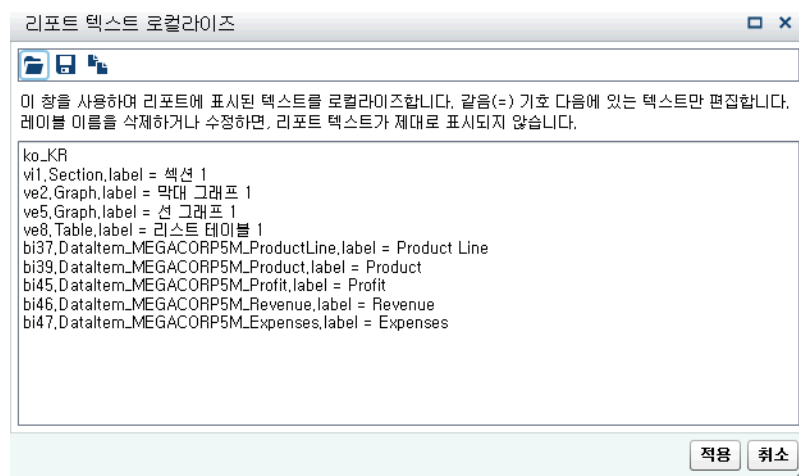 리포트 텍스트 로컬라이즈
이 창을 사용하여 리포트에 표시된 텍스트를 로컬라이즈합니다. 같음(=) 기호 다음에 있는 텍스트만 편집합니다.
레이블 이름을 삭제하거나 수정하면, 리포트 텍스트가 제대로 표시되지 않습니다.
ko_KR
vi1.Section.label = 섹션 1
ve2.Graph.label = 막대 그래프 1
ve5.Graph.label = 선 그래프 1
ve8.Table.label = 리스트 테이블 1
bi37.DataItem_MEGACORP5M_ProductLine.label = Product Line
bi39.DataItem_MEGACORP5M_Product.label = Product
bi45.DataItem_MEGACORP5M_Profit.label = Profit
bi46.DataItem_MEGACORP5M_Revenue.label = Revenue
bi47.DataItem_MEGACORP5M_Expenses.label = Expenses
적용 취소